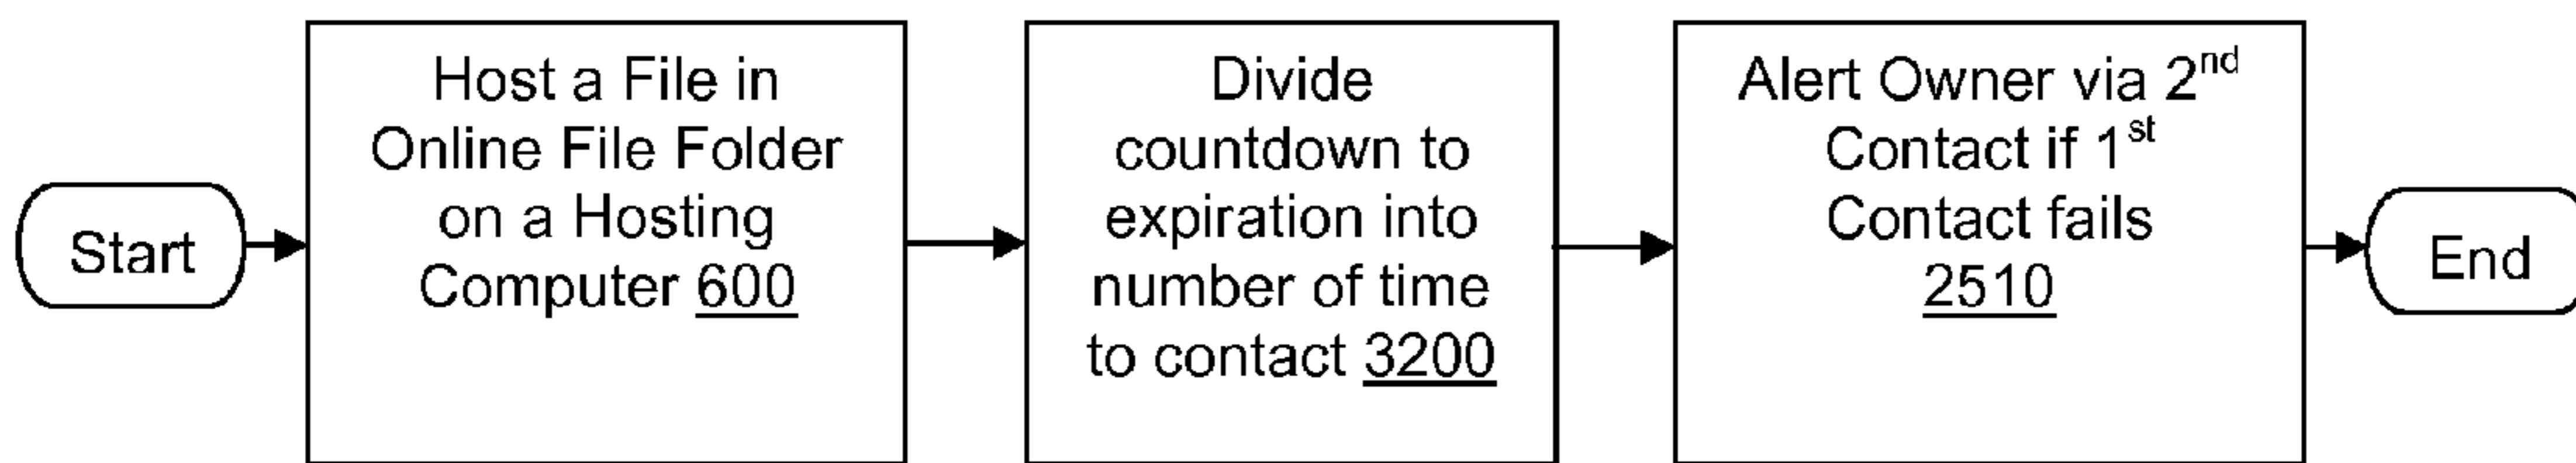 Start
Host a File in
Online File Folder
on a Hosting
Computer 600
Divide
countdown to
expiration into
number of time
to contact 3200
Alert Owner via 2nd
Contact if 1st
Contact fails
2510
End